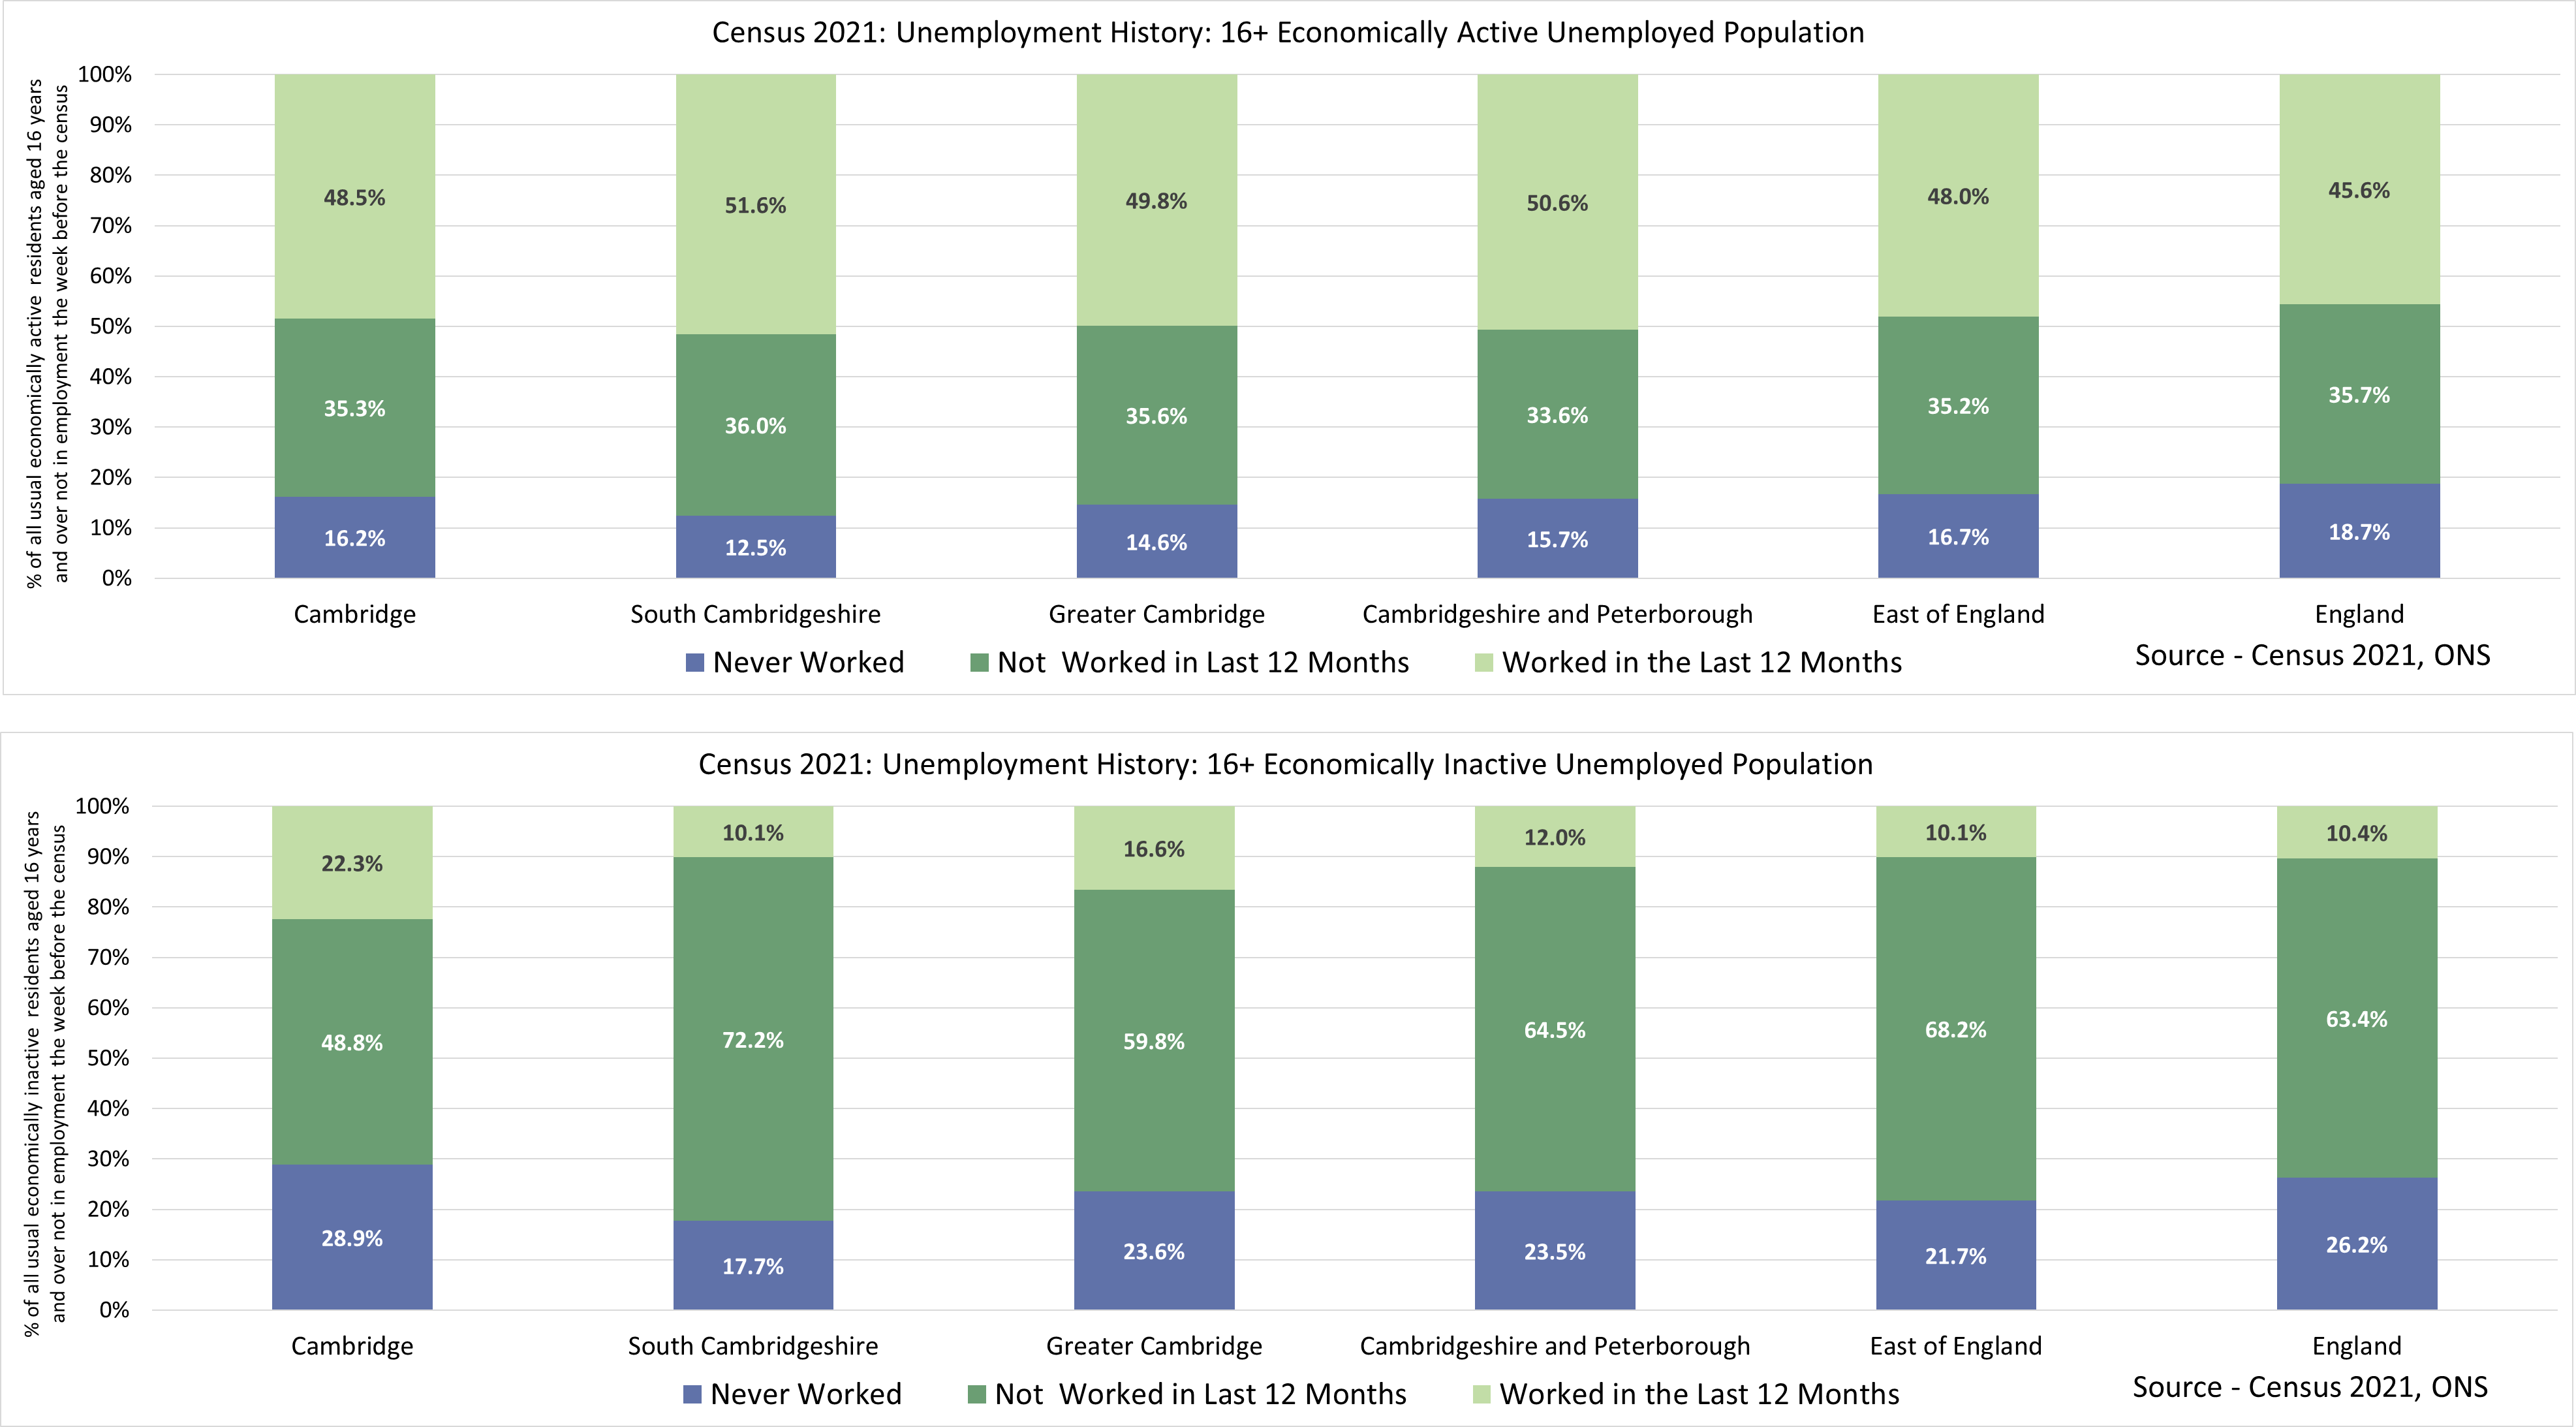 Census 2021: Unemployment History: 16+ Economically Active Unemployed Population
% of all usual economically active residents aged 16 years
and over not in employment the week before the census
100%
90%
80%
70%
60%
50%
40%
30%
20%
10%
0%
48.5% 51.6% 49.8% 50.6% 48.0% 45.6%
35.3% 36.0% 35.6% 33.6% 35.2% 35.7%
16.2% 12.5% 14.6% 15.7% 16.7% 18.7%
Cambridge South Cambridgeshire Greater Cambridge Cambridgeshire and Peterborough East of England England
Never Worked Not Worked in Last 12 Months Worked in the Last 12 Months
Source - Census 2021, ONS
Census 2021: Unemployment History: 16+ Economically Inactive Unemployed Population
% of all usual economically inactive residents aged 16 years
and over not in employment the week before the census
100%
90%
80%
70%
60%
50%
40%
30%
20%
10%
0%
22.3% 10.1% 16.6% 12.0% 10.1% 10.4%
48.8% 72.2% 59.8% 64.5% 68.2% 63.4%
28.9% 17.7% 23.6% 23.5% 21.7% 26.2%
Cambridge South Cambridgeshire Greater Cambridge Cambridgeshire and Peterborough East of England England
Never Worked Not Worked in Last 12 Months Worked in the Last 12 Months
Source - Census 2021, ONS